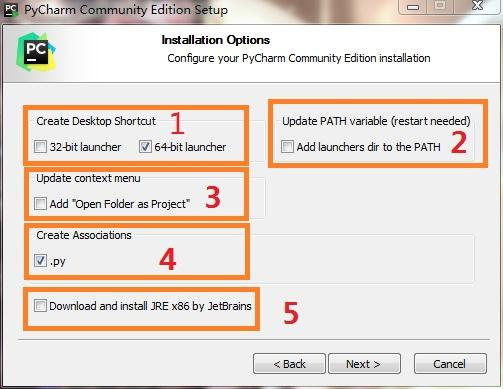 PyCharm Community Edition Setup
PC
Installation Options
Configure your PyCharm Community Edition installation
Create Desktop Shortcut 1
32-bit launcher 64-bit launcher
Update PATH variable (restart needed)
Add launchers dir to the PATH 2
Update context menu
Add "Open Folder as Project" 3
Create Associations
.py 4
Download and install JRE x86 by JetBrains 5
< Back Next > Cancel